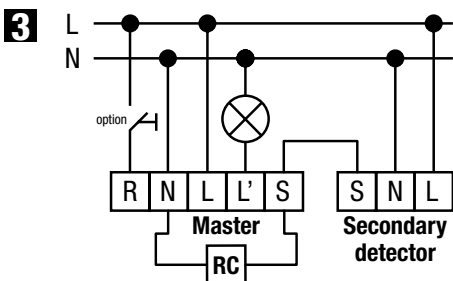 3
L
N
option
R N L L' S
S N L
Master
Secondary
detector
RC